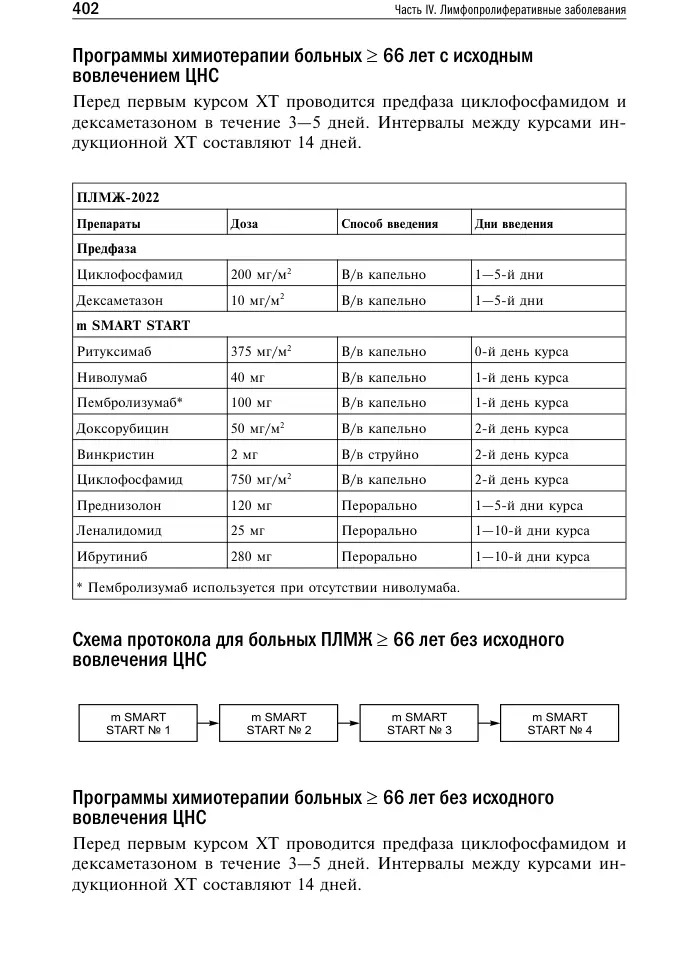 402
Часть IV. Лимфопролиферативные заболевания
Программы химиотерапии больных ≥ 66 лет с исходным
вовлечением ЦНС
Перед первым курсом ХТ проводится предфаза циклофосфамидом и
дексаметазоном в течение 3—5 дней. Интервалы между курсами ин-
дукционной ХТ составляют 14 дней.
ПЛМЖ-2022
Препараты Доза Способ введения Дни введения
Предфаза
Циклофосфамид 200 мг/м² В/в капельно 1—5-й дни
Дексаметазон 10 мг/м² В/в капельно 1—5-й дни
m SMART START
Ритуксимаб 375 мг/м² В/в капельно 0-й день курса
Ниволумаб 40 мг В/в капельно 1-й день курса
Пембролизумаб* 100 мг В/в капельно 1-й день курса
Доксорубицин 50 мг/м² В/в капельно 2-й день курса
Винкристин 2 мг В/в струйно 2-й день курса
Циклофосфамид 750 мг/м² В/в капельно 2-й день курса
Преднизолон 120 мг Перорально 1—5-й дни курса
Леналидомид 25 мг Перорально 1—10-й дни курса
Ибрутиниб 280 мг Перорально 1—10-й дни курса
* Пембролизумаб используется при отсутствии ниволумаба.
Схема протокола для больных ПЛМЖ ≥ 66 лет без исходного
вовлечения ЦНС
m SMART
START № 1
m SMART
START № 2
m SMART
START № 3
m SMART
START № 4
Программы химиотерапии больных ≥ 66 лет без исходного
вовлечения ЦНС
Перед первым курсом ХТ проводится предфаза циклофосфамидом и
дексаметазоном в течение 3—5 дней. Интервалы между курсами ин-
дукционной ХТ составляют 14 дней.